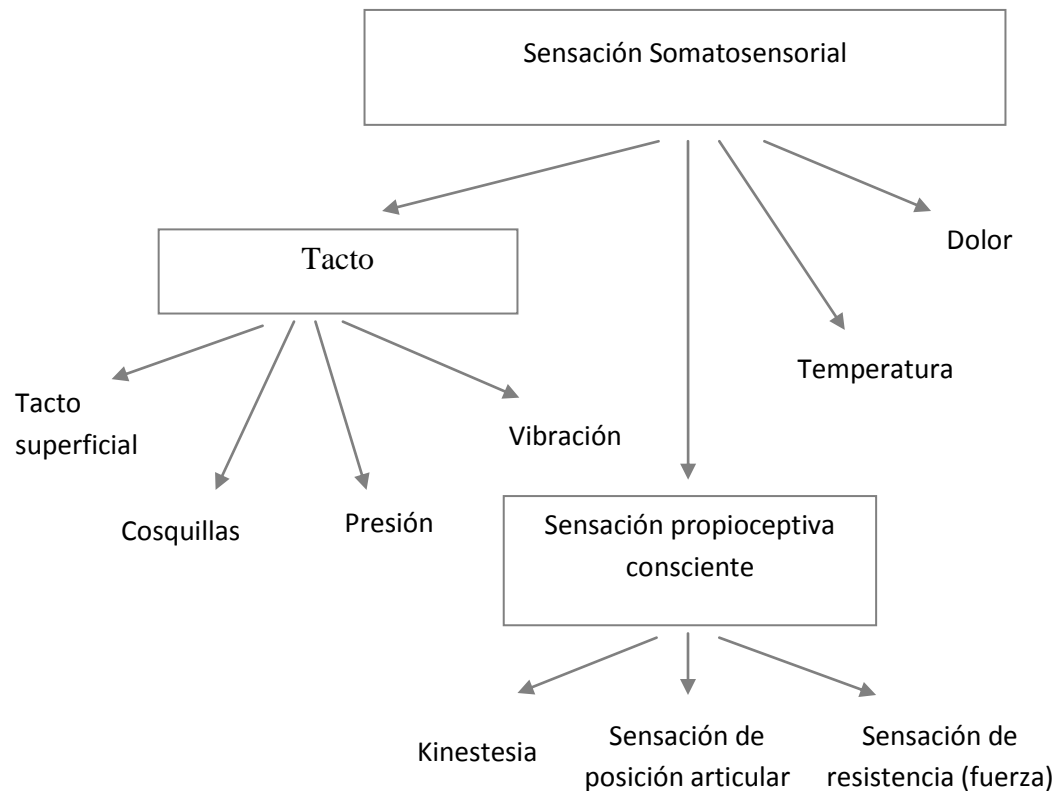 Sensación Somatosensorial
Tacto
Dolor
Temperatura
Tacto
superficial
Vibración
Cosquillas
Presión
Sensación propioceptiva
consciente
Kinestesia
Sensación de
posición articular
Sensación de
resistencia (fuerza)